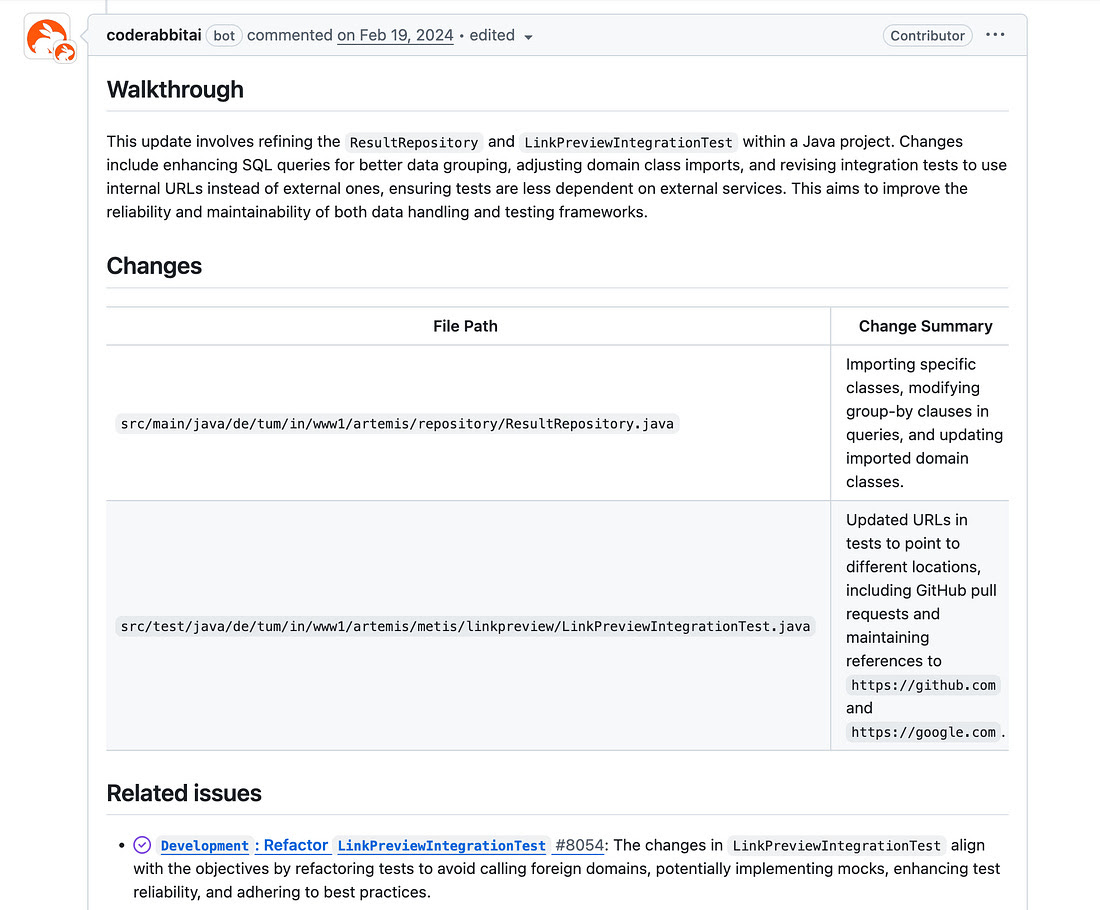 coderabbitai bot commented on Feb 19, 2024 • edited Contributor ···
Walkthrough
This update involves refining the ResultRepository and LinkPreviewIntegrationTest within a Java project. Changes
include enhancing SQL queries for better data grouping, adjusting domain class imports, and revising integration tests to use
internal URLs instead of external ones, ensuring tests are less dependent on external services. This aims to improve the
reliability and maintainability of both data handling and testing frameworks.
Changes
File Path Change Summary
Importing specific
classes, modifying
group-by clauses in
src/main/java/de/tum/in/www1/artemis/repository/ResultRepository.java
queries, and updating
imported domain
classes.
Updated URLs in
tests to point to
different locations,
including GitHub pull
requests and
src/test/java/de/tum/in/www1/artemis/metis/linkpreview/LinkPreviewIntegrationTest.java
maintaining
references to
https://github.com
and
https://google.com.
Related issues
• Development : Refactor LinkPreviewIntegrationTest #8054: The changes in LinkPreviewIntegrationTest align
with the objectives by refactoring tests to avoid calling foreign domains, potentially implementing mocks, enhancing test
reliability, and adhering to best practices.